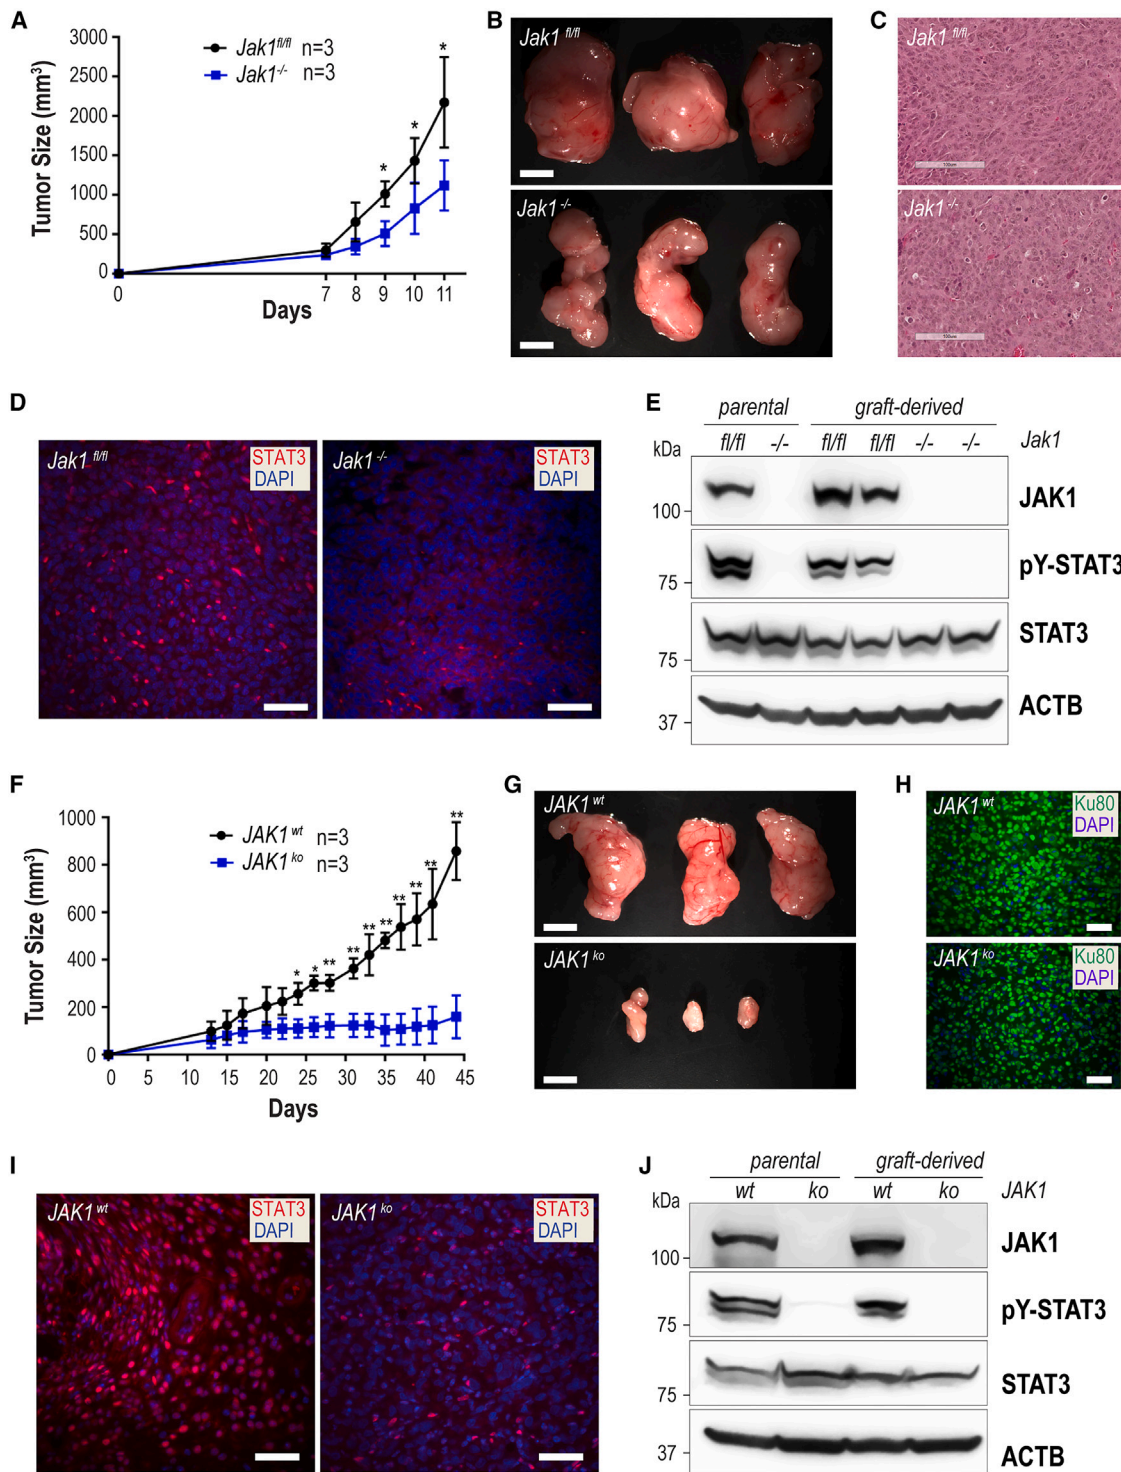 A
Tumor Size (mm³)
3000
2500
2000
1500
1000
500
0
Jak1fl/fl n=3
Jak1-/- n=3
*
*
*
0 7 8 9 10 11
Days
B
Jak1 fl/fl
Jak1-/-
C
Jak1 fl/fl
100um
Jak1-/-
100um
D
Jak1 fl/fl
STAT3
DAPI
Jak1 -/-
STAT3
DAPI
E
parental graft-derived
kDa fl/fl -/- fl/fl fl/fl -/- -/- Jak1
100
JAK1
75
pY-STAT3
75
STAT3
37
ACTB
F
Tumor Size (mm³)
1000
800
600
400
200
0
JAK1 wt n=3
JAK1 ko n=3
* * ** ** ** ** ** ** ** **
0 5 10 15 20 25 30 35 40 45
Days
G
JAK1 wt
JAK1 ko
H
JAK1 wt
Ku80
DAPI
JAK1 ko
Ku80
DAPI
I
JAK1 wt
STAT3
DAPI
JAK1 ko
STAT3
DAPI
J
parental graft-derived
kDa wt ko wt ko JAK1
100
JAK1
75
pY-STAT3
75
STAT3
37
ACTB